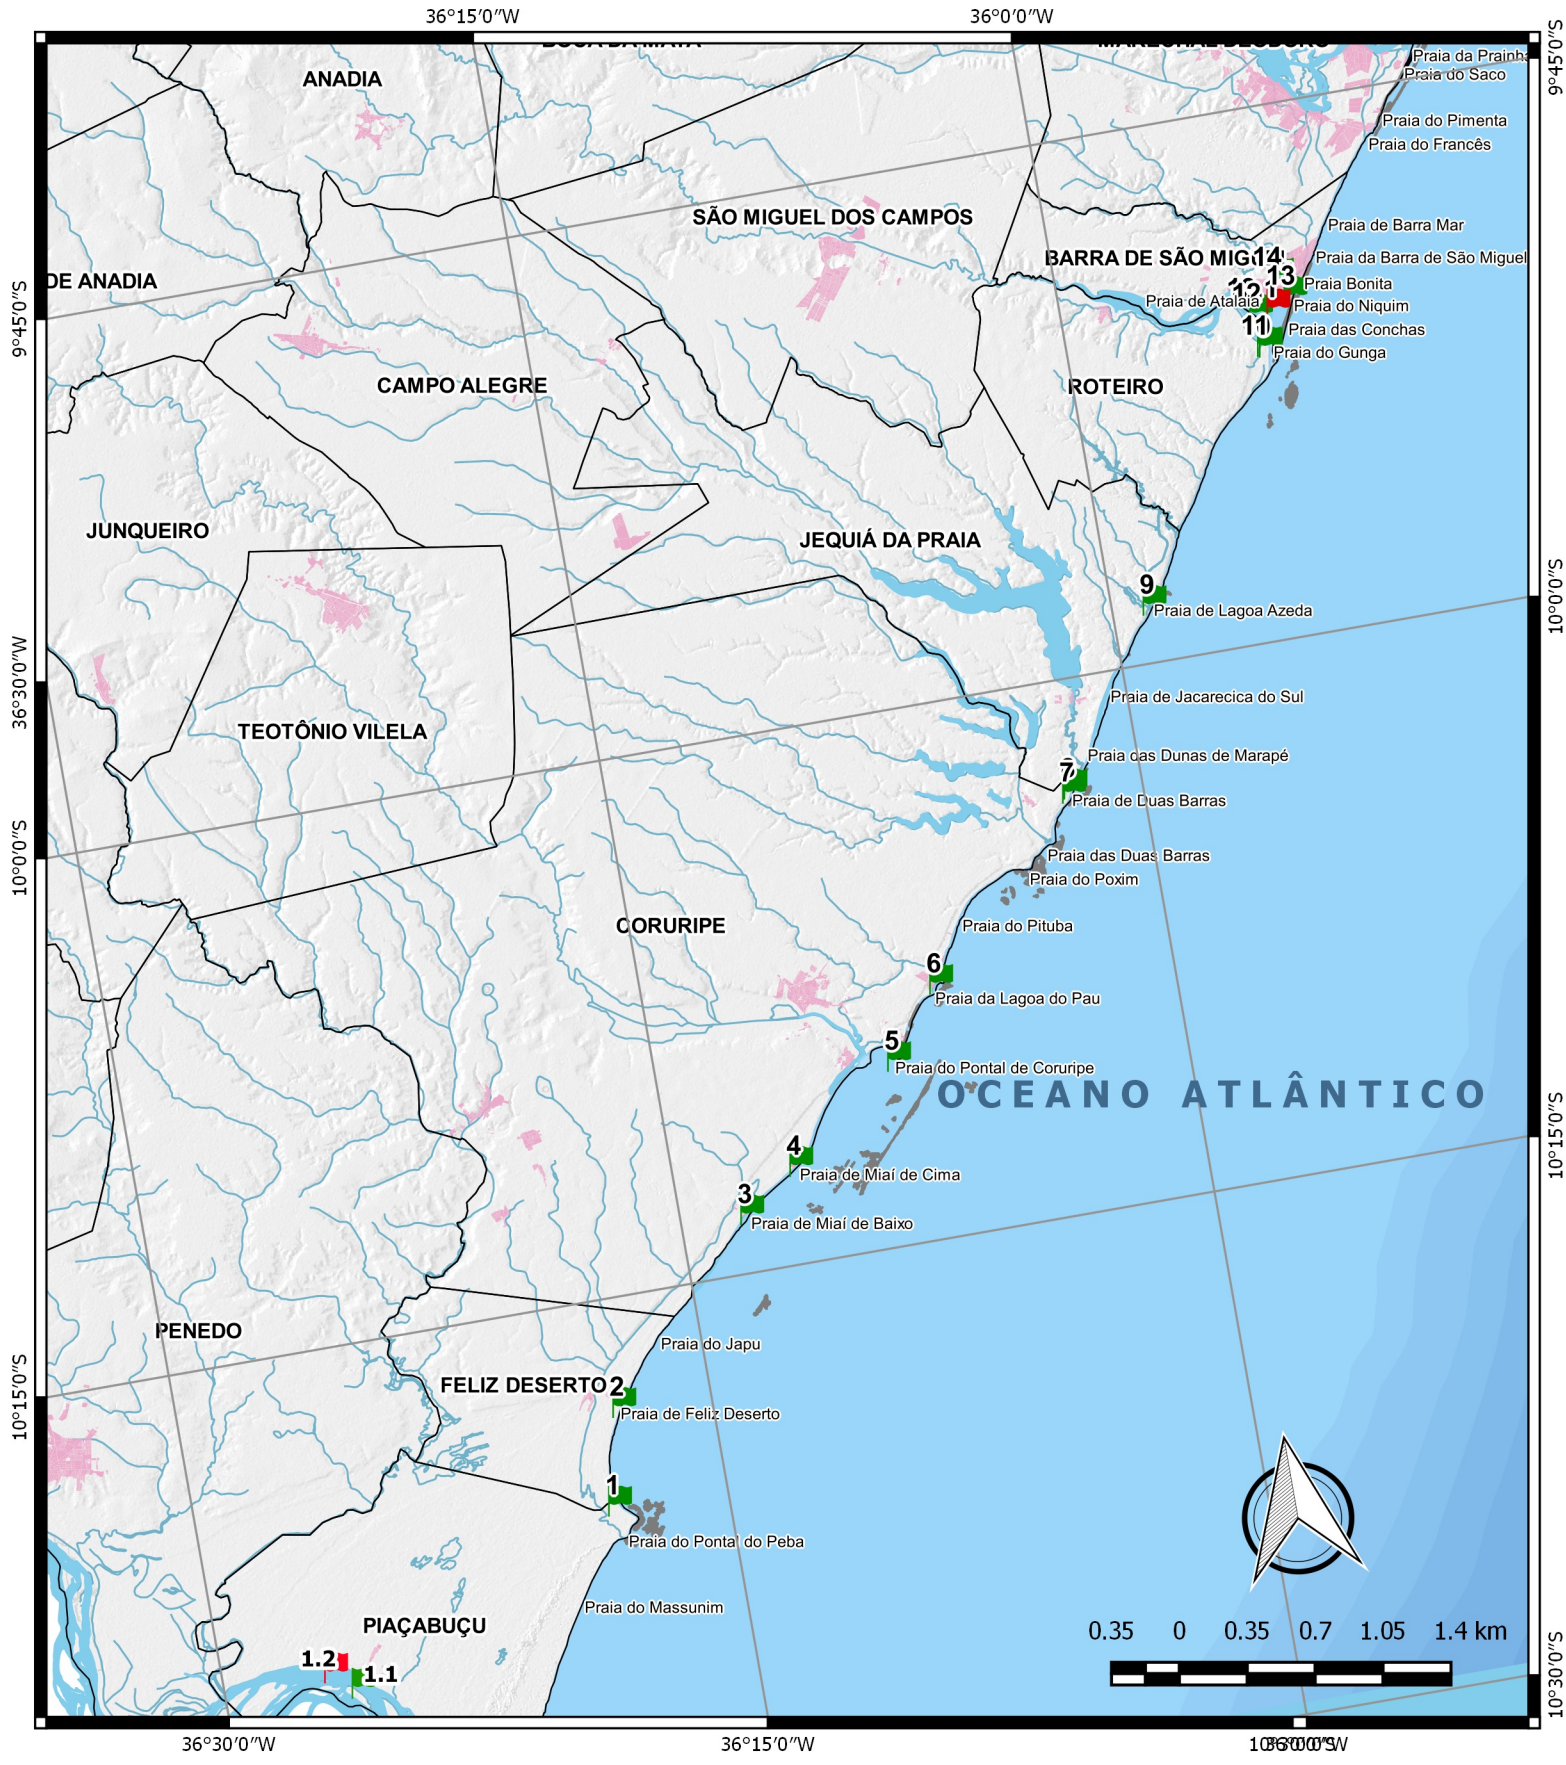 36°15'0"W
36°0'0"W
9°45'0"S
ANADIA
Praia do Saco
Praia do Pimenta
Praia do Francês
SÃO MIGUEL DOS CAMPOS
Praia de Barra Mar
BARRA DE SÃO MIG
14
Praia da Barra de São Miguel
DE ANADIA
13
Praia Bonita
12
Praia de Atalaia
Praia do Niquim
9°45'0"S
11
Praia das Conchas
Praia do Gunga
CAMPO ALEGRE
ROTEIRO
JUNQUEIRO
JEQUIÁ DA PRAIA
9
10°0'0"S
Praia de Lagoa Azeda
36°30'0"W
Praia de Jacarecica do Sul
TEOTÔNIO VILELA
Praia das Dunas de Marapé
7
Praia de Duas Barras
10°0'0"S
Praia das Duas Barras
Praia do Poxim
CORURIPE
Praia do Pituba
6
Praia da Lagoa do Pau
5
Praia do Pontal de Coruripe
OCEANO ATLÂNTICO
10°15'0"S
4
Praia de Miaí de Cima
3
Praia de Miaí de Baixo
PENEDO
Praia do Japu
FELIZ DESERTO
2
10°15'0"S
Praia de Feliz Deserto
1
Praia do Pontal do Peba
Praia do Massunim
PIAÇABUÇU
0.35 0 0.35 0.7 1.05 1.4 km
1.2
1.1
10°30'0"S
36°30'0"W
36°15'0"W